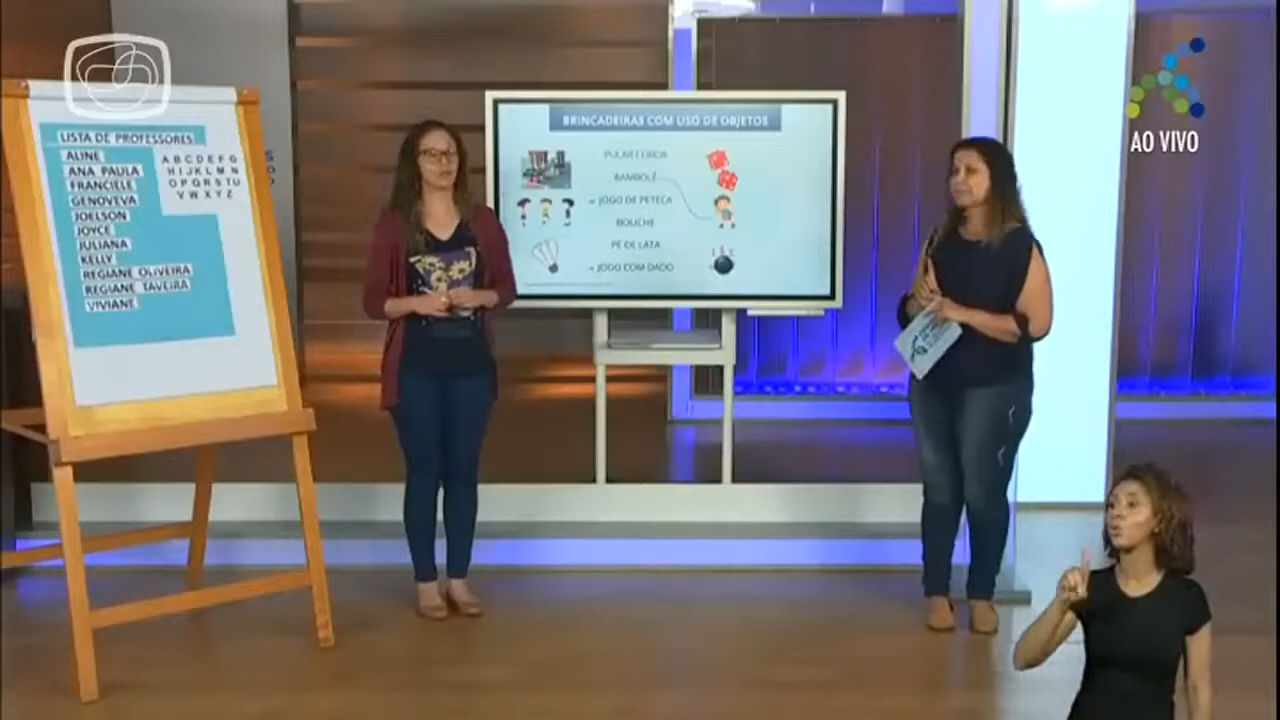 LISTA DE PROFESSORES
ALINE
ANA PAULA
FRANCIELE
GENOVEVA
JOELSON
JOYCE
JULIANA
KELLY
REGIANE OLIVEIRA
REGIANE TAVEIRA
VIVIANE
A B C D E F G
H I J K L M N
O P Q R S T U
V W X Y Z
BRINCADEIRAS COM USO DE OBJETOS
PULAR CORDA
BAMBOLÊ
JOGO DE PETECA
BOLICHE
PÉ DE LATA
JOGO COM DADO
AO VIVO